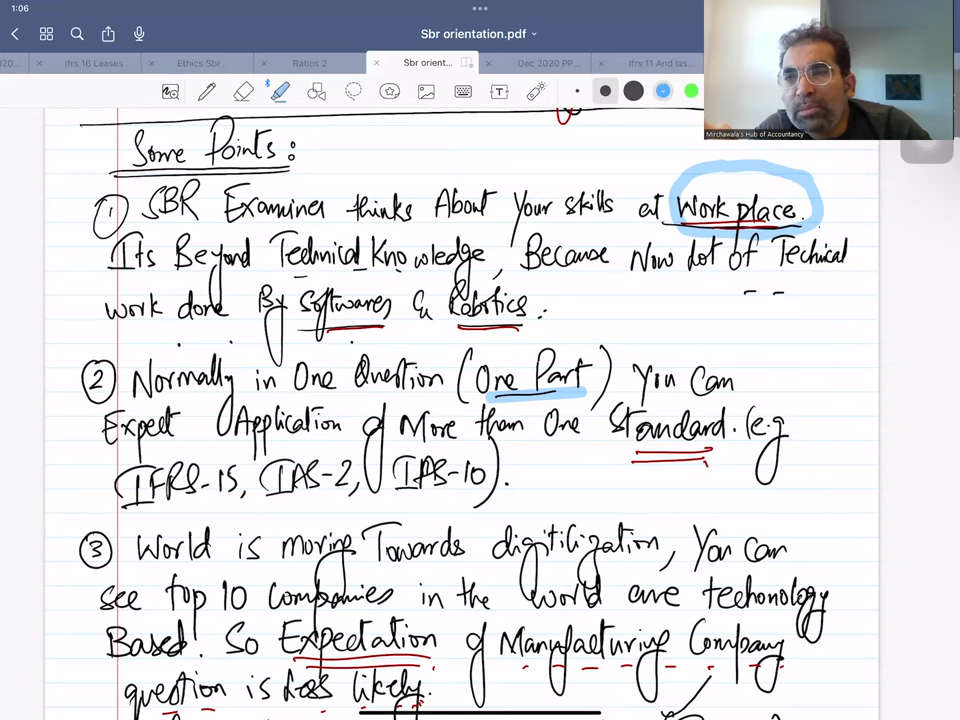 1:06
Sbr orientation.pdf
020...
Ifrs 16 Leases
Ethics Sbr
Ratios 2
Sbr orient...
Dec 2020 PP...
Ifrs 11 And las...
Mirchawala's Hub of Accountancy
Some Points:
① SBR Examiner thinks About Your skills at Work place.
Its Beyond Technical Knowledge, Because Now Lot of Techical
work done By Softwares & Robotics.
② Normally in One Question (One Part) You Can
Expect Application of More than One Standard. (e.g
IFRS-15, IAS-2, IAS-10).
③ World is moving Towards digitilization, You Can
see top 10 Companies in the world are techonology
Based. So Expectation of Manufacturing Company
question is Less likely.